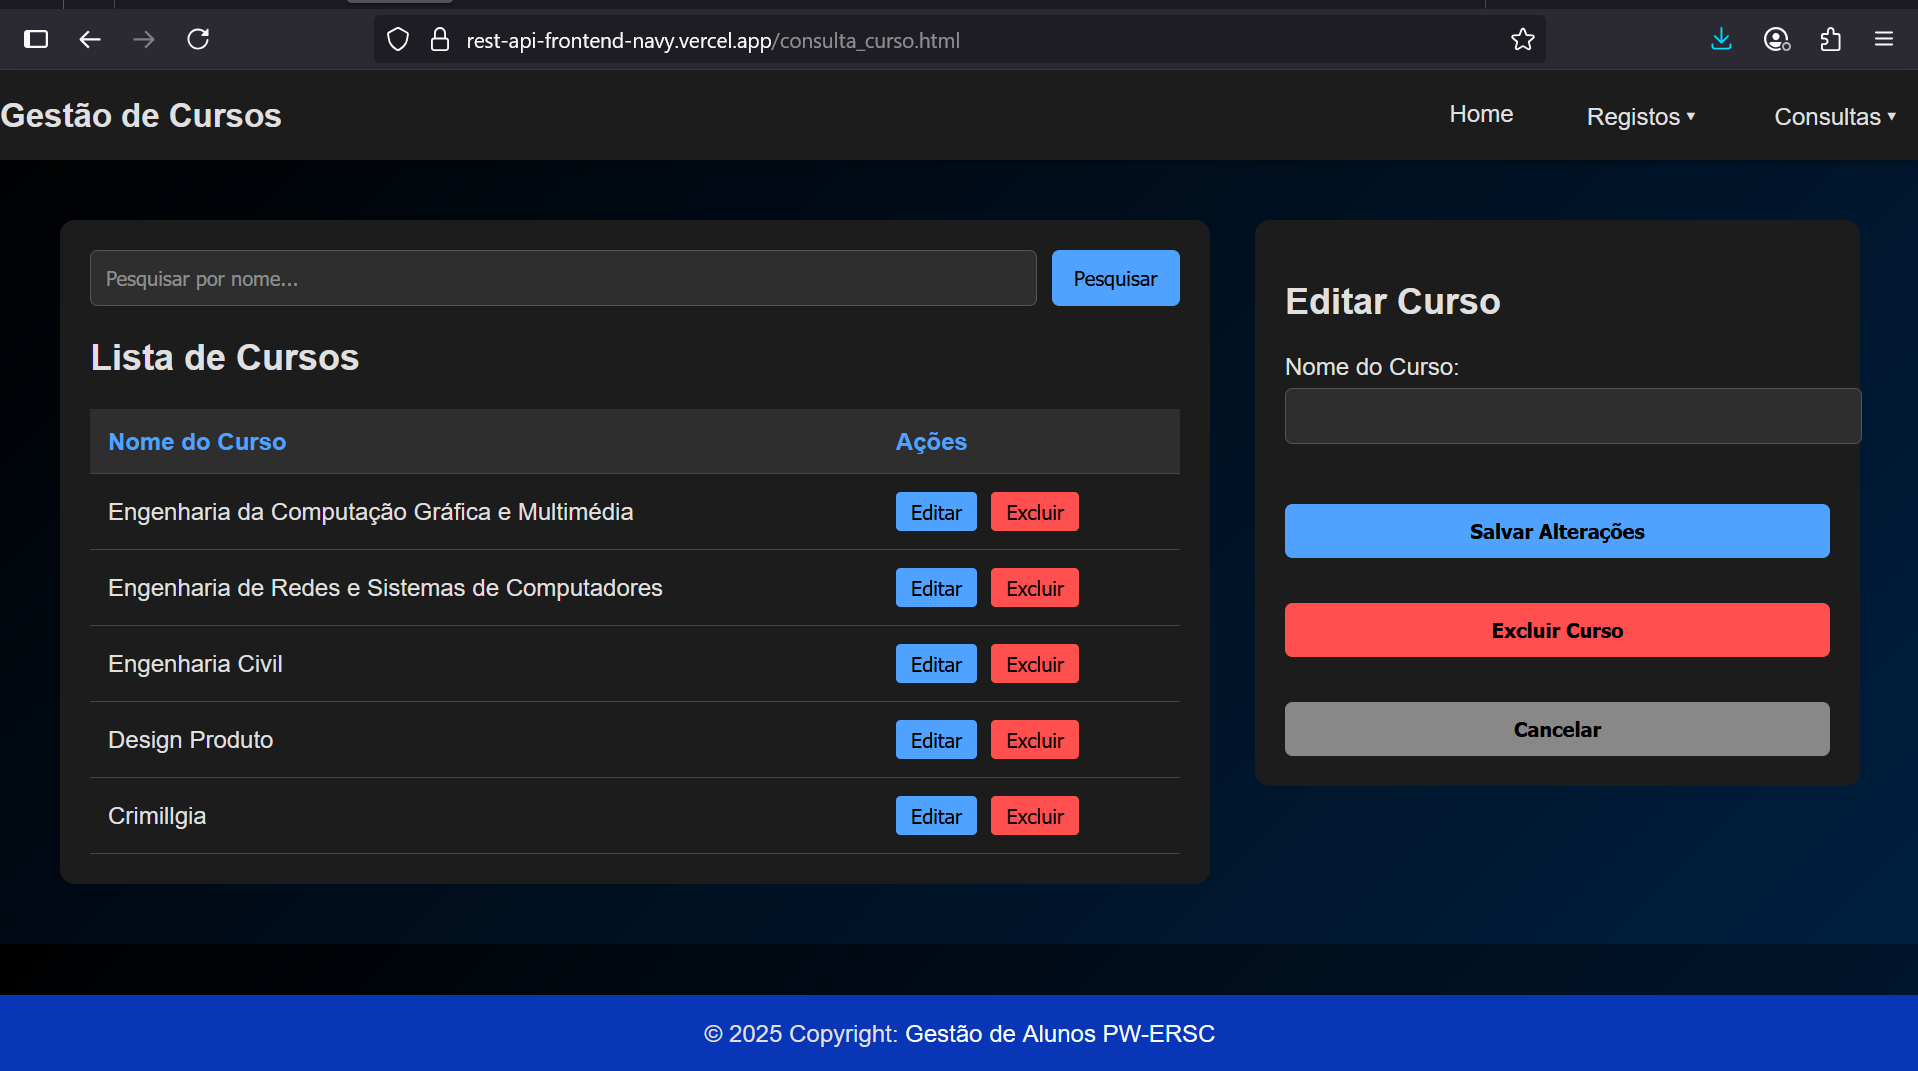 rest-api-frontend-navy.vercel.app/consulta_curso.html
Gestão de Cursos
Home
Registos ▾
Consultas ▾
Pesquisar por nome...
Pesquisar
Lista de Cursos
Nome do Curso Ações
Engenharia da Computação Gráfica e Multimédia Editar Excluir
Engenharia de Redes e Sistemas de Computadores Editar Excluir
Engenharia Civil Editar Excluir
Design Produto Editar Excluir
Crimillgia Editar Excluir
Editar Curso
Nome do Curso:
Salvar Alterações
Excluir Curso
Cancelar
© 2025 Copyright: Gestão de Alunos PW-ERSC